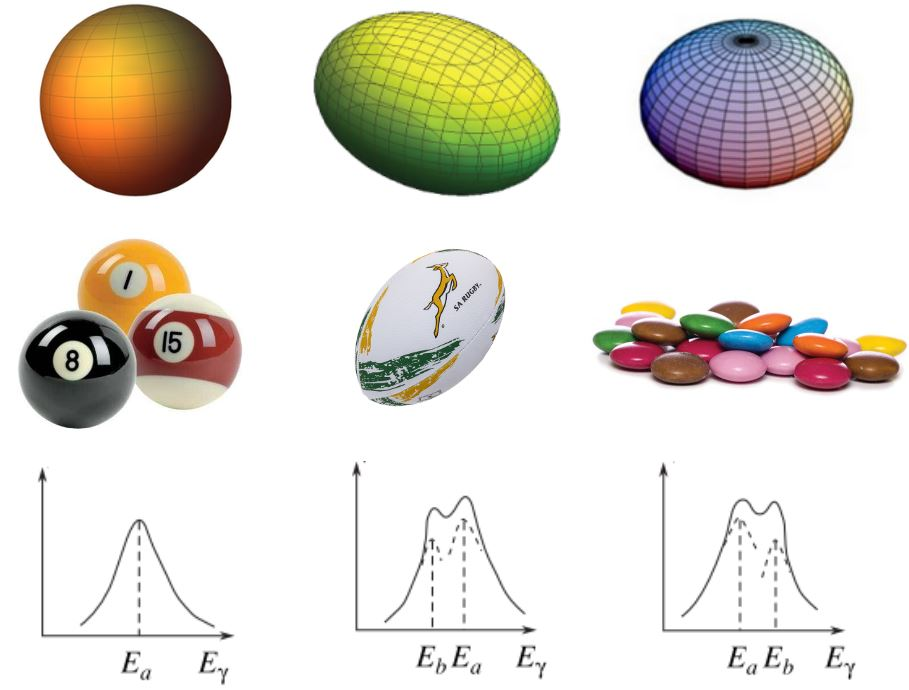 1
8
15
SA RUGBY.
E_a E_γ
E_b E_a E_γ
E_a E_b E_γ